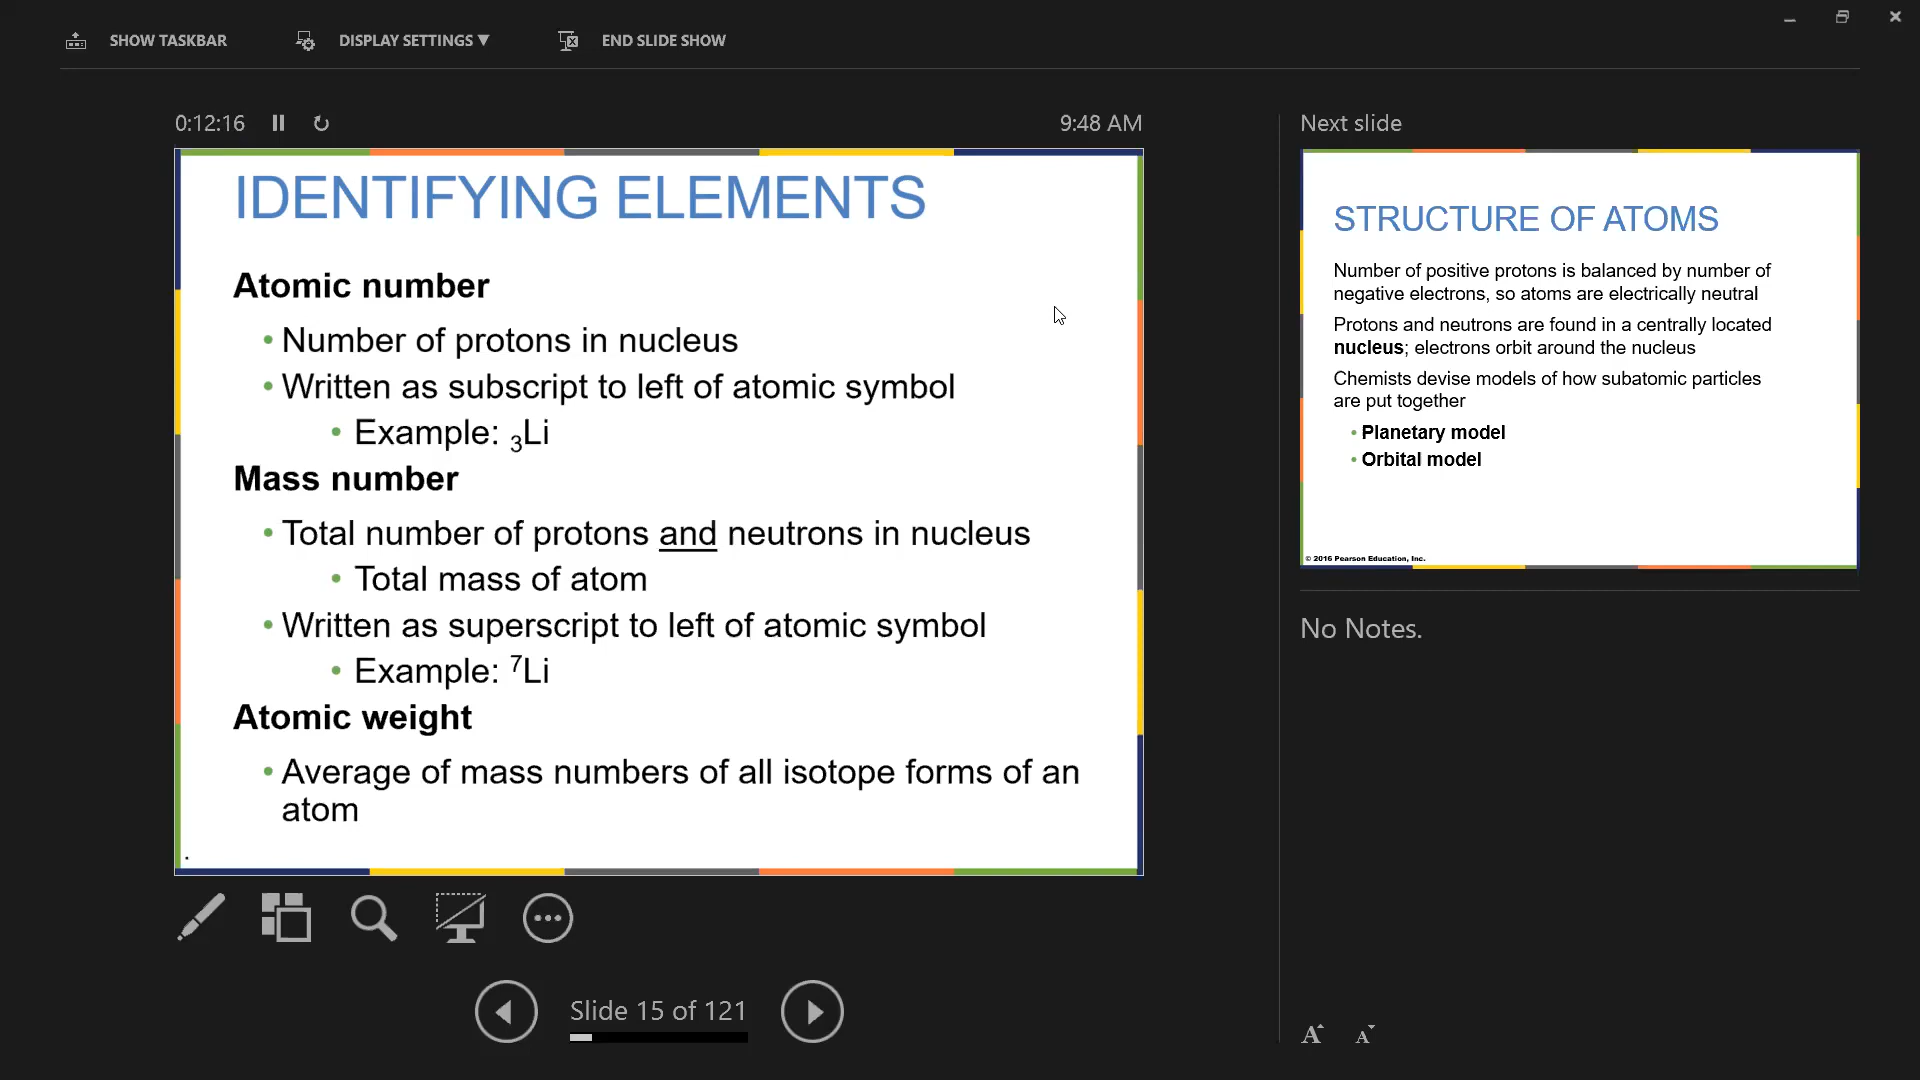 SHOW TASKBAR
DISPLAY SETTINGS ▼
END SLIDE SHOW
0:12:16
9:48 AM
IDENTIFYING ELEMENTS
Atomic number
• Number of protons in nucleus
• Written as subscript to left of atomic symbol
• Example: ₃Li
Mass number
• Total number of protons and neutrons in nucleus
• Total mass of atom
• Written as superscript to left of atomic symbol
• Example: ⁷Li
Atomic weight
• Average of mass numbers of all isotope forms of an
atom
.
Slide 15 of 121
Next slide
STRUCTURE OF ATOMS
Number of positive protons is balanced by number of
negative electrons, so atoms are electrically neutral
Protons and neutrons are found in a centrally located
nucleus; electrons orbit around the nucleus
Chemists devise models of how subatomic particles
are put together
• Planetary model
• Orbital model
© 2016 Pearson Education, Inc.
No Notes.
A A